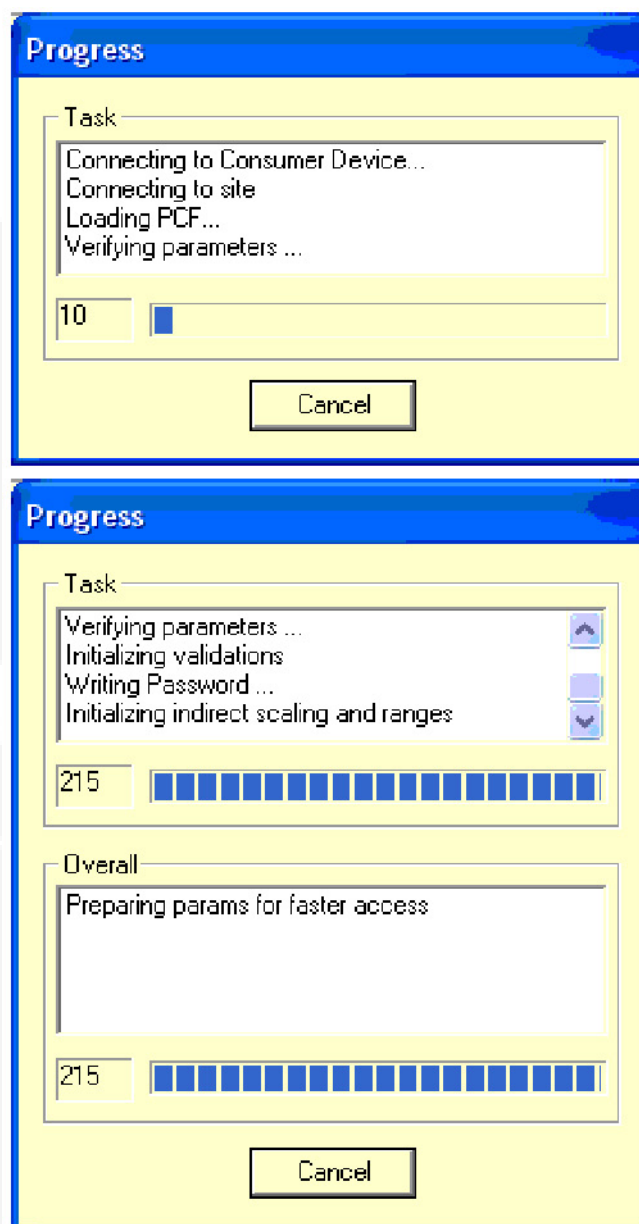 Progress
Task
Connecting to Consumer Device...
Connecting to site
Loading PCF...
Verifying parameters ...
10
Cancel
Progress
Task
Verifying parameters ...
Initializing validations
Writing Password ...
Initializing indirect scaling and ranges
215
Overall
Preparing params for faster access
215
Cancel